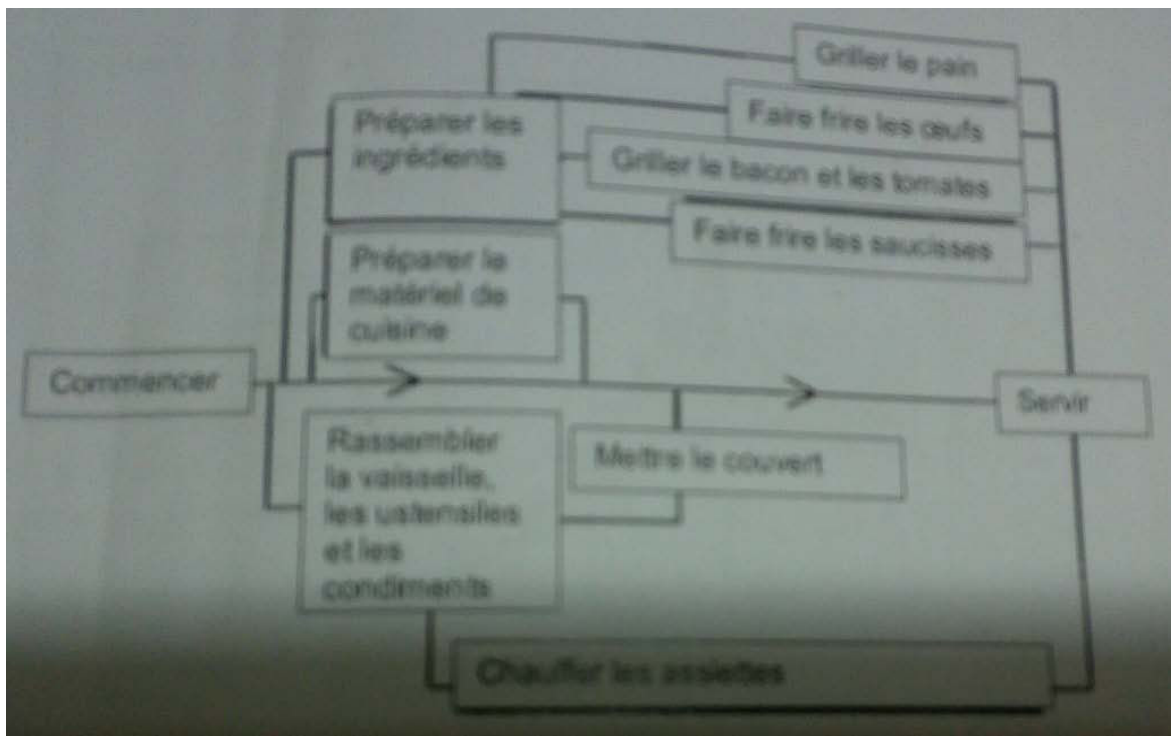 Griller le pain
Faire frire les œufs
Préparer les
ingrédients
Griller le bacon et les tomates
Faire frire les saucisses
Préparer le
matériel de
cuisine
Commencer
Servir
Rassembler
la vaisselle,
les ustensiles
et les
condiments
Mettre le couvert
Chauffer les assiettes